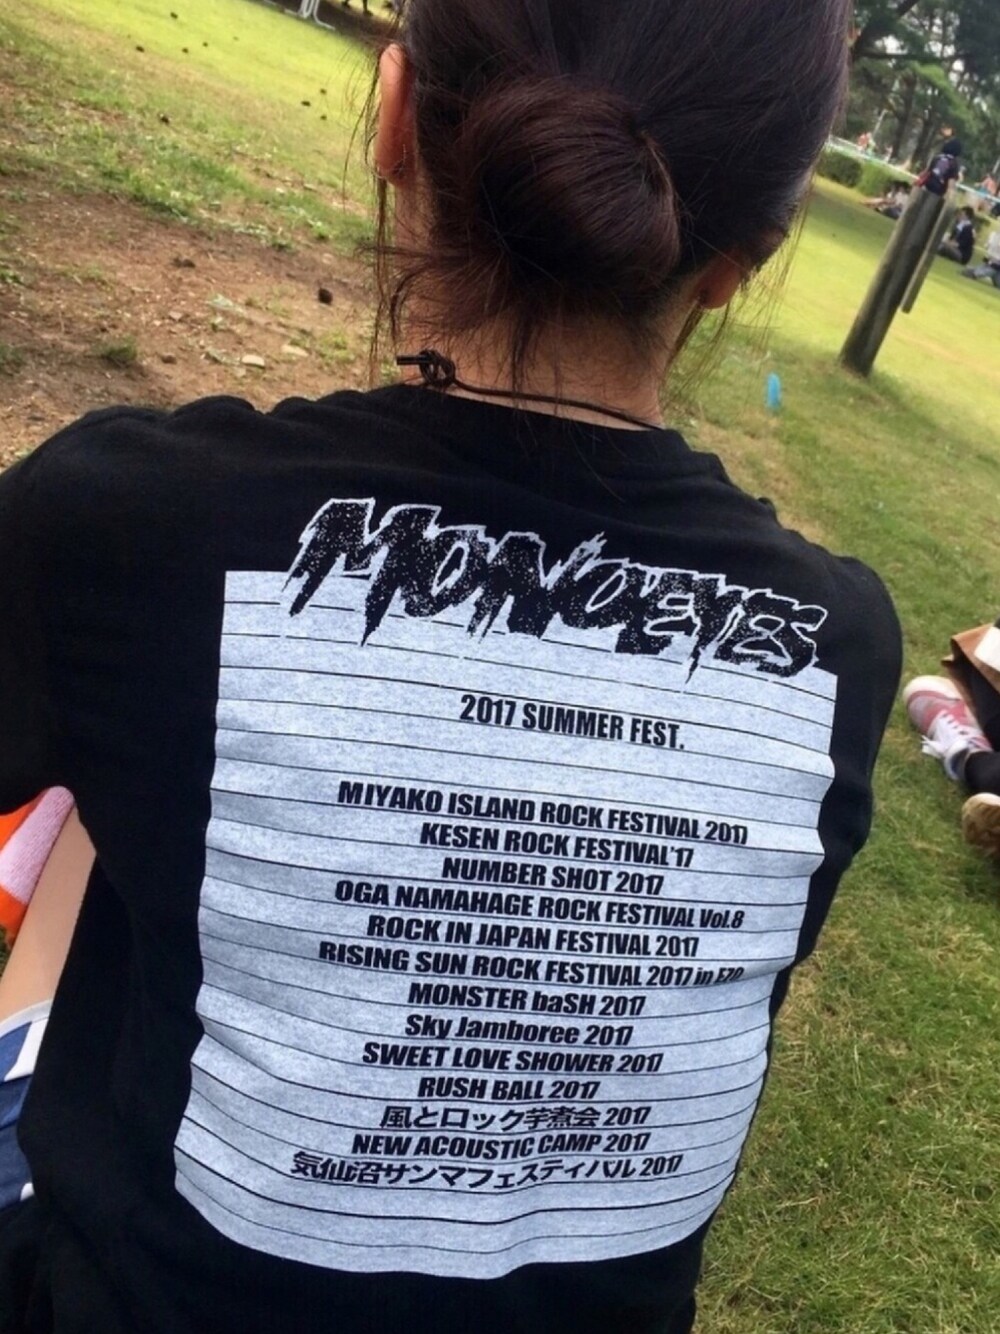 MONOEYES
2017 SUMMER FEST.
MIYAKO ISLAND ROCK FESTIVAL 2017
KESEN ROCK FESTIVAL'17
NUMBER SHOT 2017
OGA NAMAHAGE ROCK FESTIVAL Vol.8
ROCK IN JAPAN FESTIVAL 2017
RISING SUN ROCK FESTIVAL 2017 in EZO
MONSTER baSH 2017
Sky Jamboree 2017
SWEET LOVE SHOWER 2017
RUSH BALL 2017
風とロック芋煮会 2017
NEW ACOUSTIC CAMP 2017
気仙沼サンマフェスティバル 2017